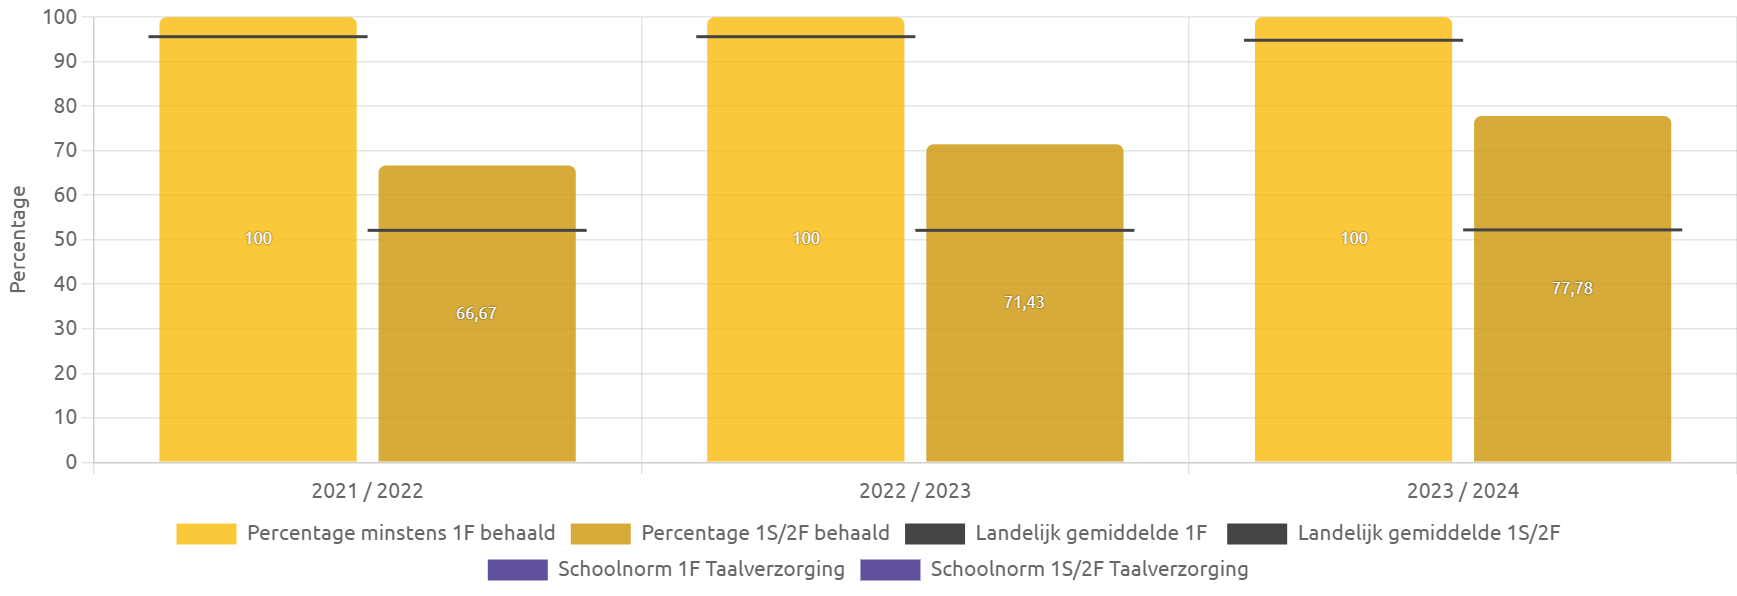 Percentage
100
90
80
70
60
50
40
30
20
10
0
100
66,67
100
71,43
100
77,78
2021 / 2022
2022 / 2023
2023 / 2024
Percentage minstens 1F behaald
Percentage 1S/2F behaald
Landelijk gemiddelde 1F
Landelijk gemiddelde 1S/2F
Schoolnorm 1F Taalverzorging
Schoolnorm 1S/2F Taalverzorging